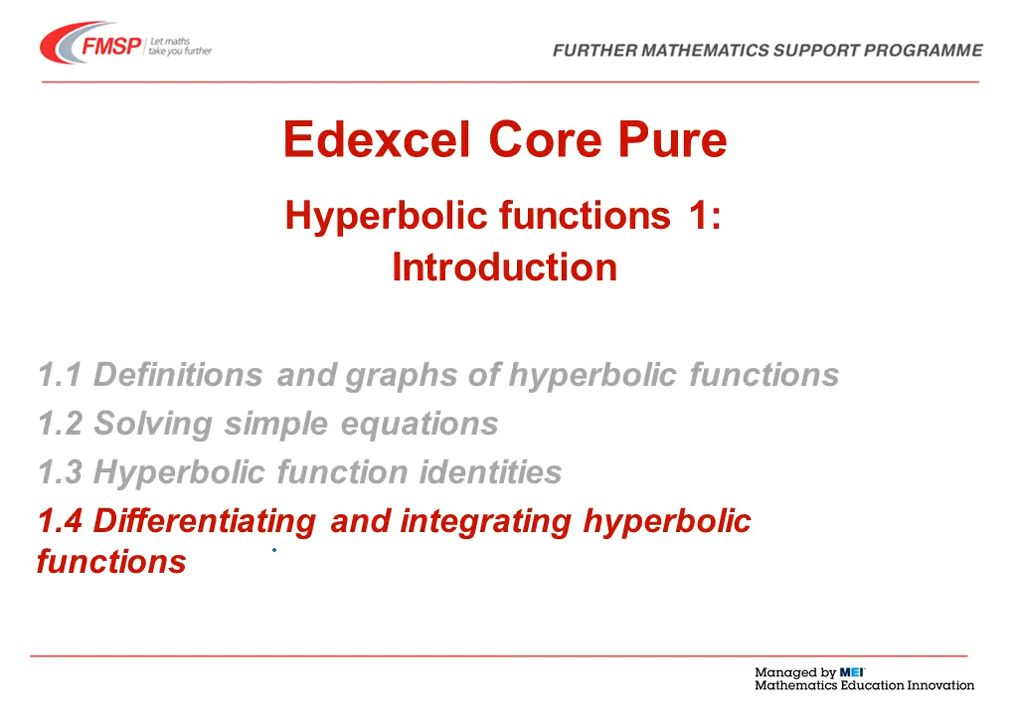 FMSP
Let maths
take you further
FURTHER MATHEMATICS SUPPORT PROGRAMME
Edexcel Core Pure
Hyperbolic functions 1:
Introduction
1.1 Definitions and graphs of hyperbolic functions
1.2 Solving simple equations
1.3 Hyperbolic function identities
1.4 Differentiating and integrating hyperbolic
functions
Managed by MEI
Mathematics Education Innovation